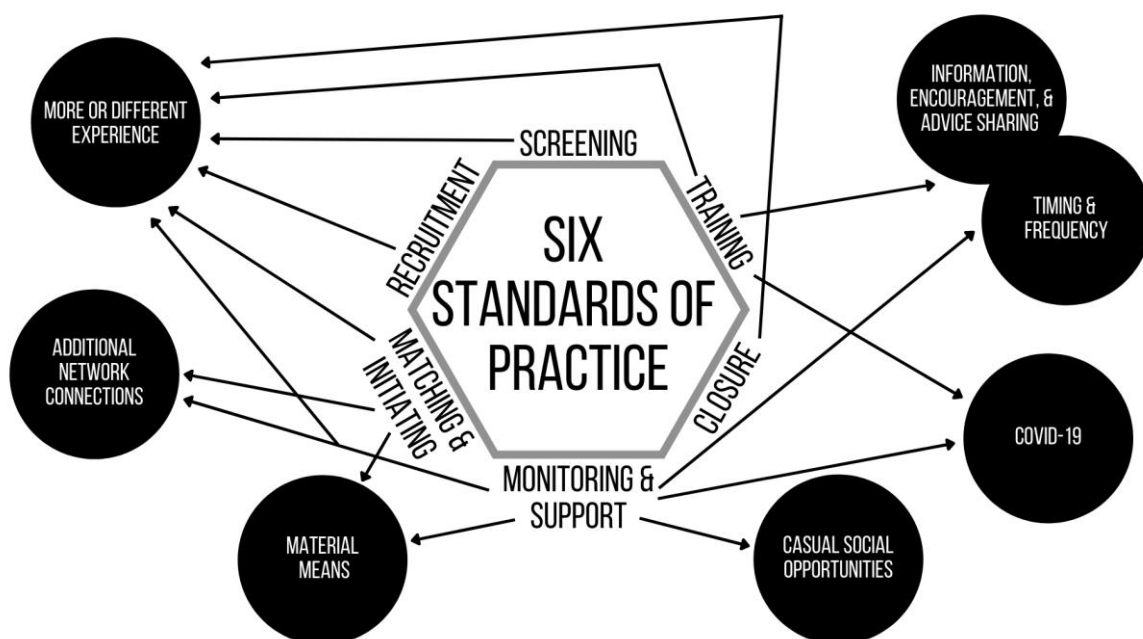 MORE OR DIFFERENT
EXPERIENCE
INFORMATION,
ENCOURAGEMENT, &
ADVICE SHARING
TIMING &
FREQUENCY
SCREENING
RECRUITMENT
TRAINING
SIX
STANDARDS OF
PRACTICE
MATCHING &
INITIATING
CLOSURE
ADDITIONAL
NETWORK
CONNECTIONS
COVID-19
MONITORING &
SUPPORT
MATERIAL
MEANS
CASUAL SOCIAL
OPPORTUNITIES